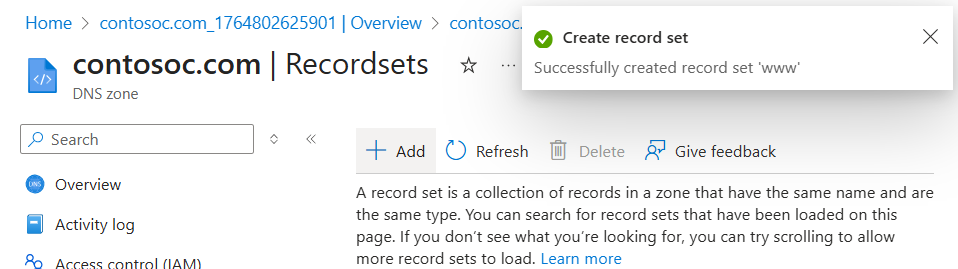 Home > contosoc.com_1764802625901 | Overview > contosoc.
Create record set
Successfully created record set 'www'
contosoc.com | Recordsets
DNS zone
Search
Add Refresh Delete Give feedback
DNS Overview
Activity log
Access control (IAM)
A record set is a collection of records in a zone that have the same name and are
the same type. You can search for record sets that have been loaded on this
page. If you don't see what you're looking for, you can try scrolling to allow
more record sets to load. Learn more